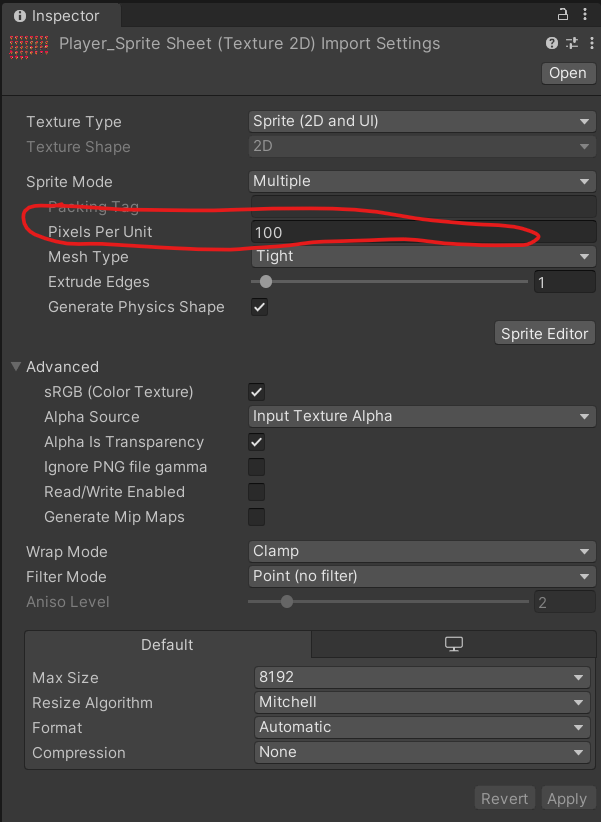 Inspector
Player_Sprite Sheet (Texture 2D) Import Settings
Open
Texture Type Sprite (2D and UI)
Texture Shape 2D
Sprite Mode Multiple
Packing Tag
Pixels Per Unit 100
Mesh Type Tight
Extrude Edges 1
Generate Physics Shape
Sprite Editor
Advanced
sRGB (Color Texture)
Alpha Source Input Texture Alpha
Alpha Is Transparency
Ignore PNG file gamma
Read/Write Enabled
Generate Mip Maps
Wrap Mode Clamp
Filter Mode Point (no filter)
Aniso Level 2
Default
Max Size 8192
Resize Algorithm Mitchell
Format Automatic
Compression None
Revert Apply